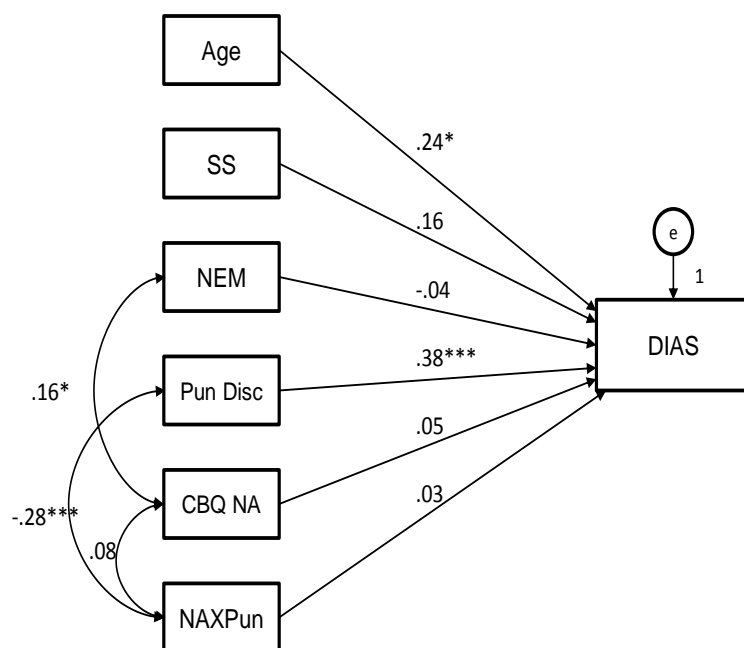 Age
.24*
SS
.16
e
1
NEM
-.04
DIAS
Pun Disc
.38***
.16*
.05
CBQ NA
-.28***
.08
.03
NAXPun